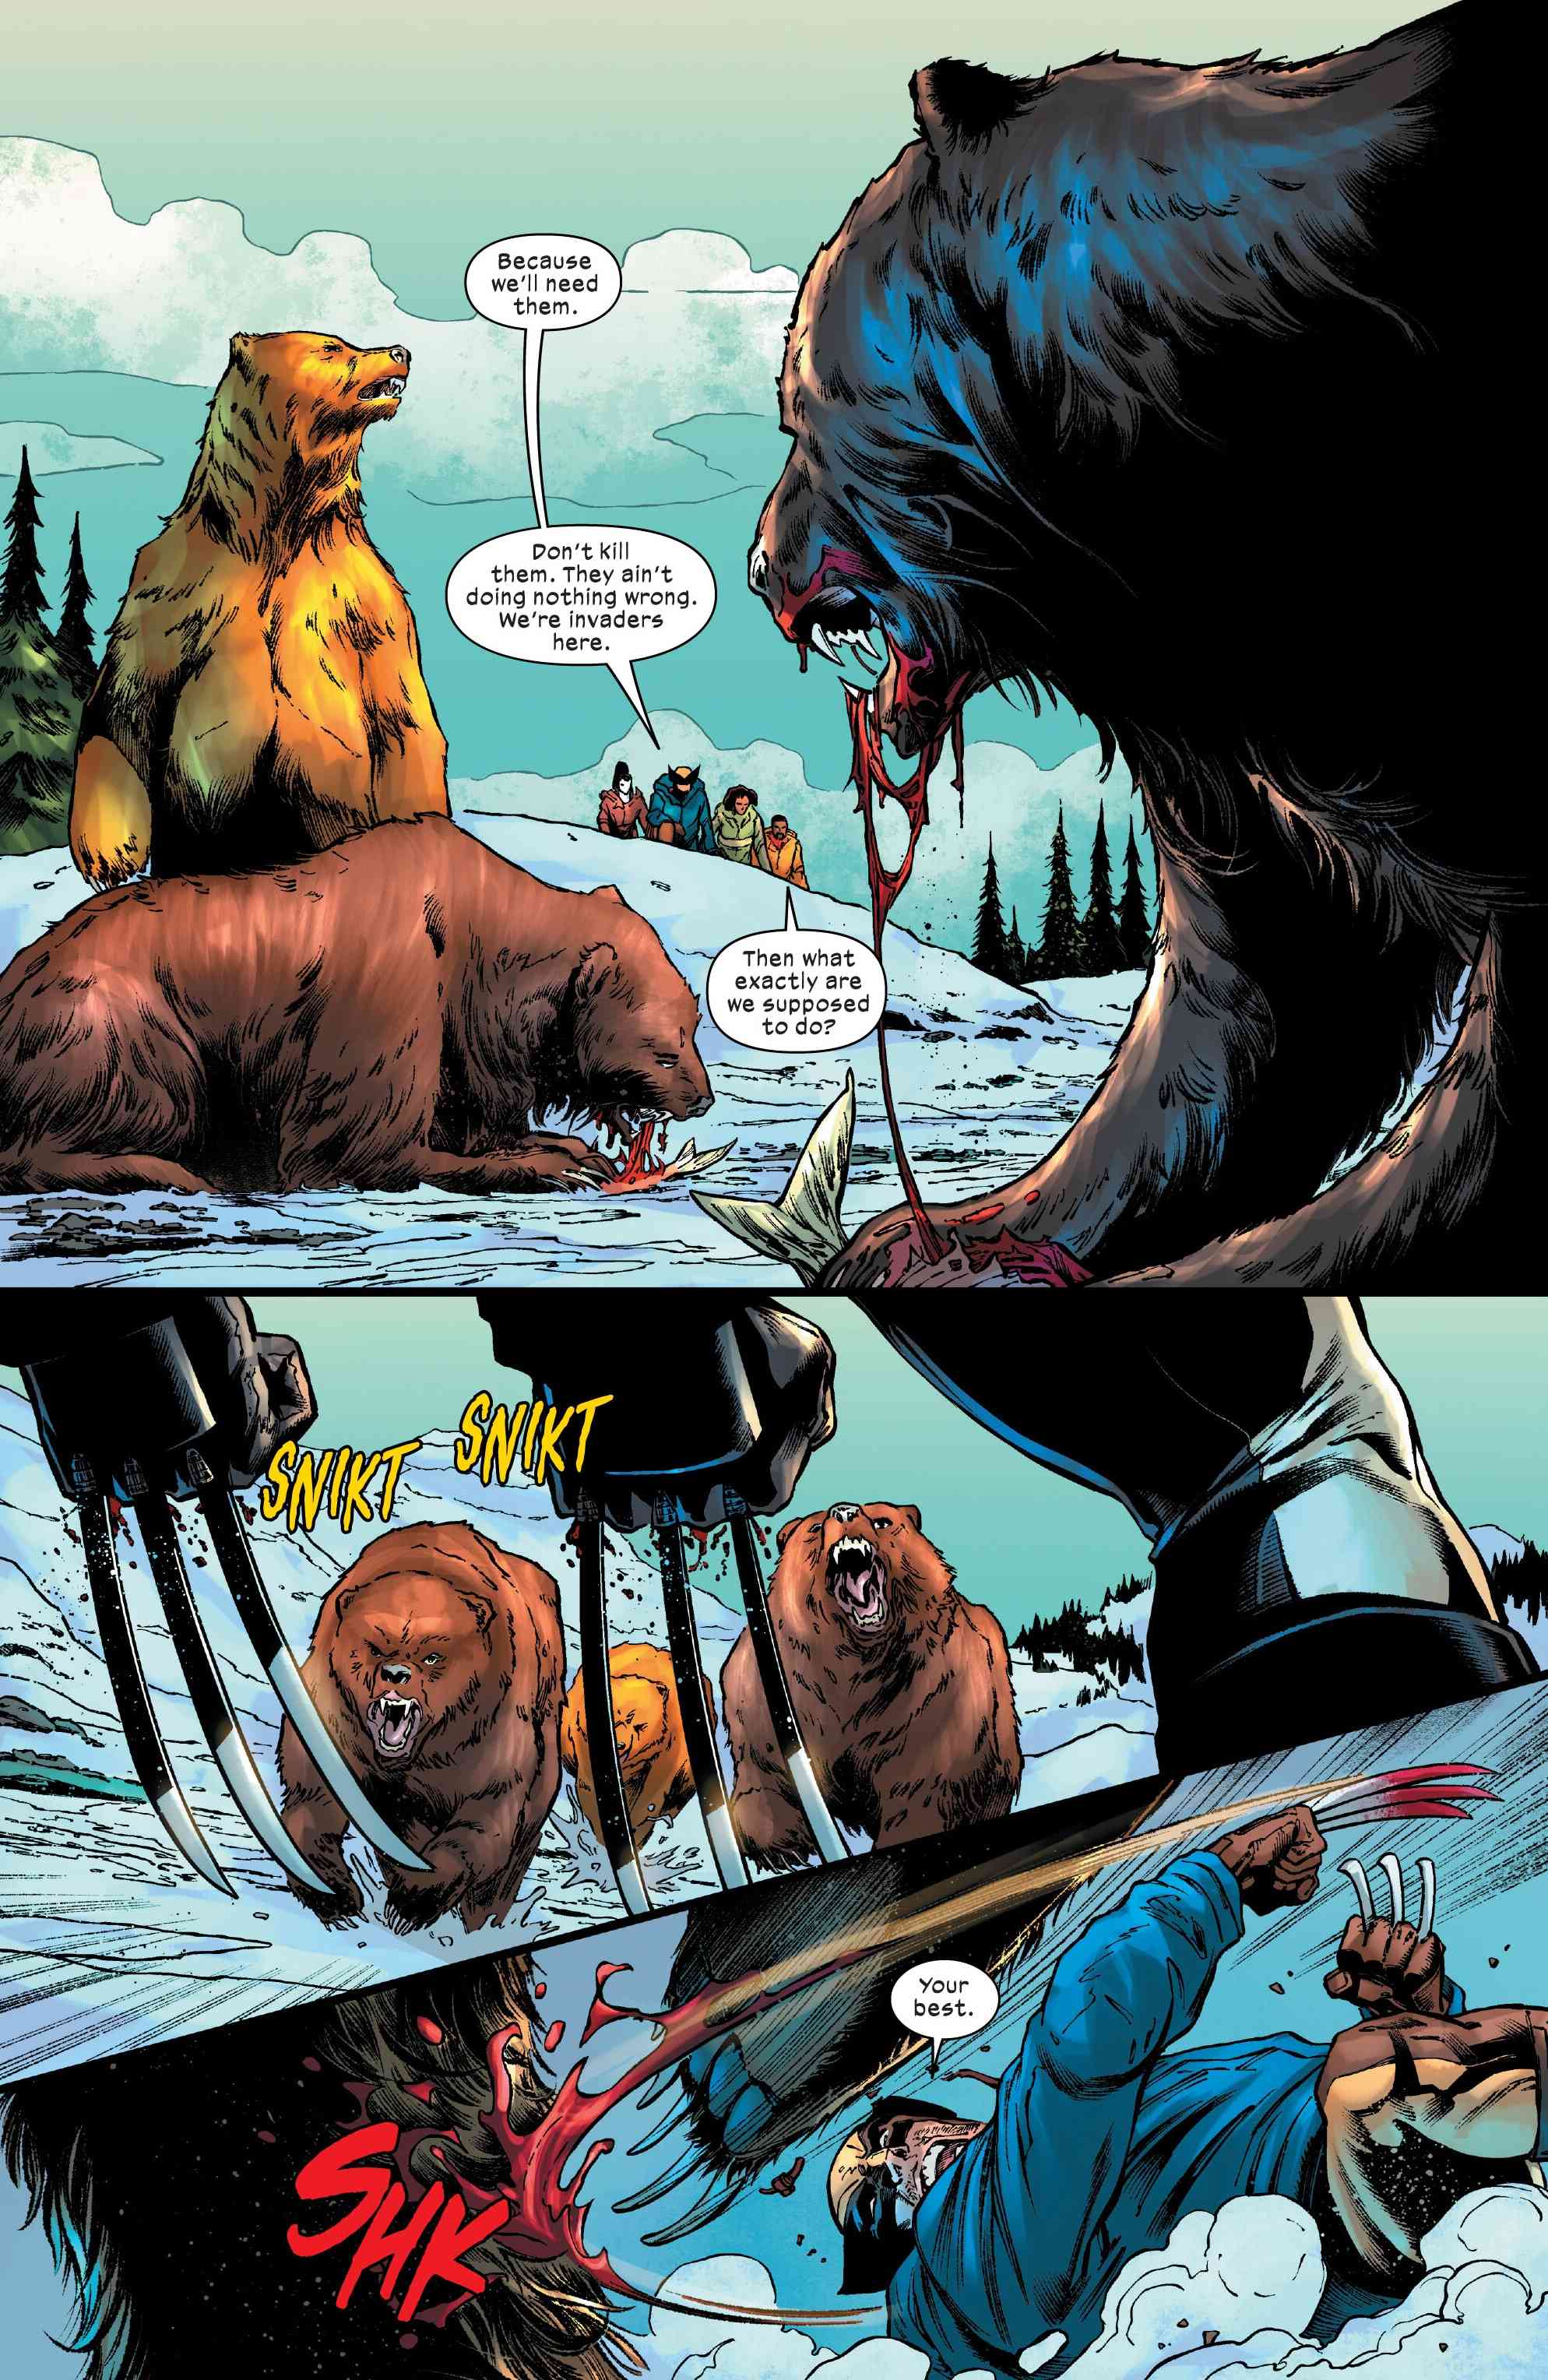 Because
we'll need
them.
Don't kill
them. They ain't
doing nothing wrong.
We're invaders
here.
Then what
exactly are
we supposed
to do?
SNIKT
SNIKT
Your
best.
SHK